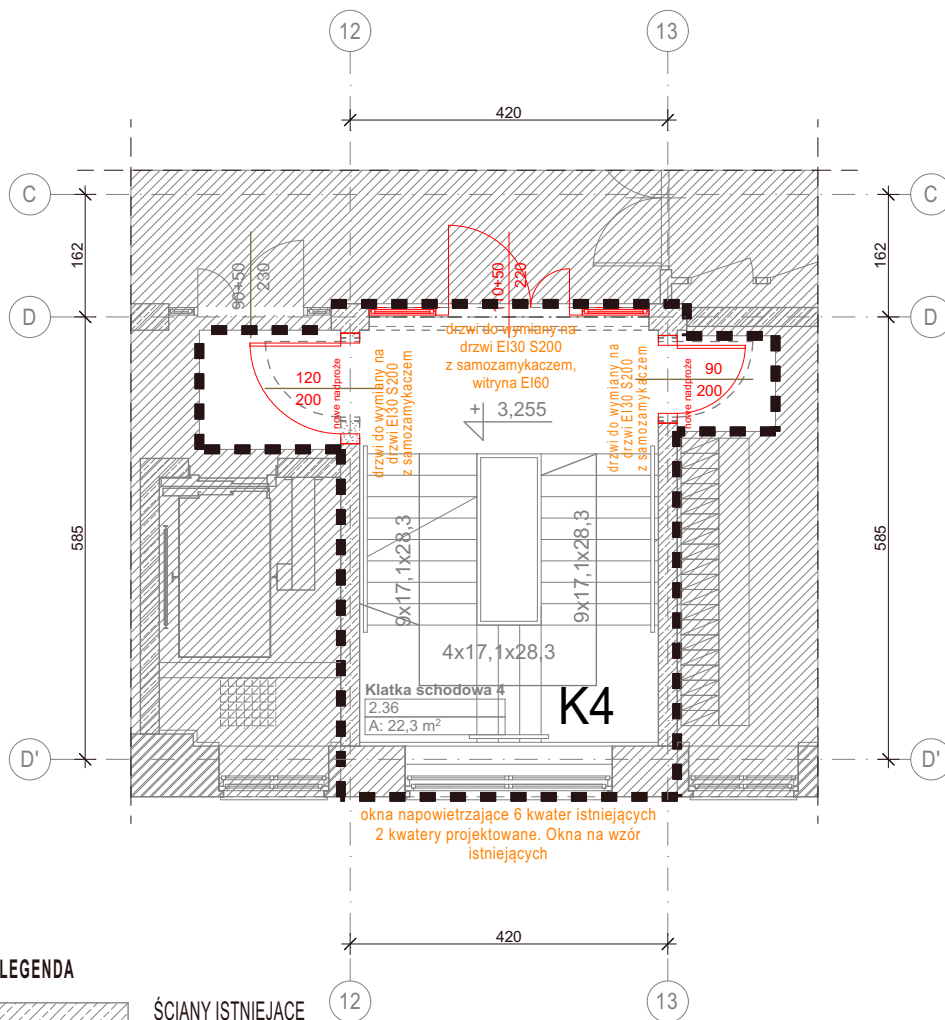 12
13
420
C
C
162
162
90+50
230
110+50
220
D
D
drzwi do wymiany na
drzwi EI30 S200
z samozamykaczem,
witryna EI60
120
200
nowe nadproże
drzwi do wymiany na
drzwi EI30 S200
z samozamykaczem
drzwi do wymiany na
drzwi EI30 S200
z samozamykaczem
nowe nadproże
90
200
+ 3,255
585
585
9x17,1x28,3
9x17,1x28,3
4x17,1x28,3
Klatka schodowa 4
2.36
A: 22,3 m²
K4
D'
D'
okna napowietrzające 6 kwater istniejących
2 kwatery projektowane. Okna na wzór
istniejących
420
12
13
LEGENDA
ŚCIANY ISTNIEJACE